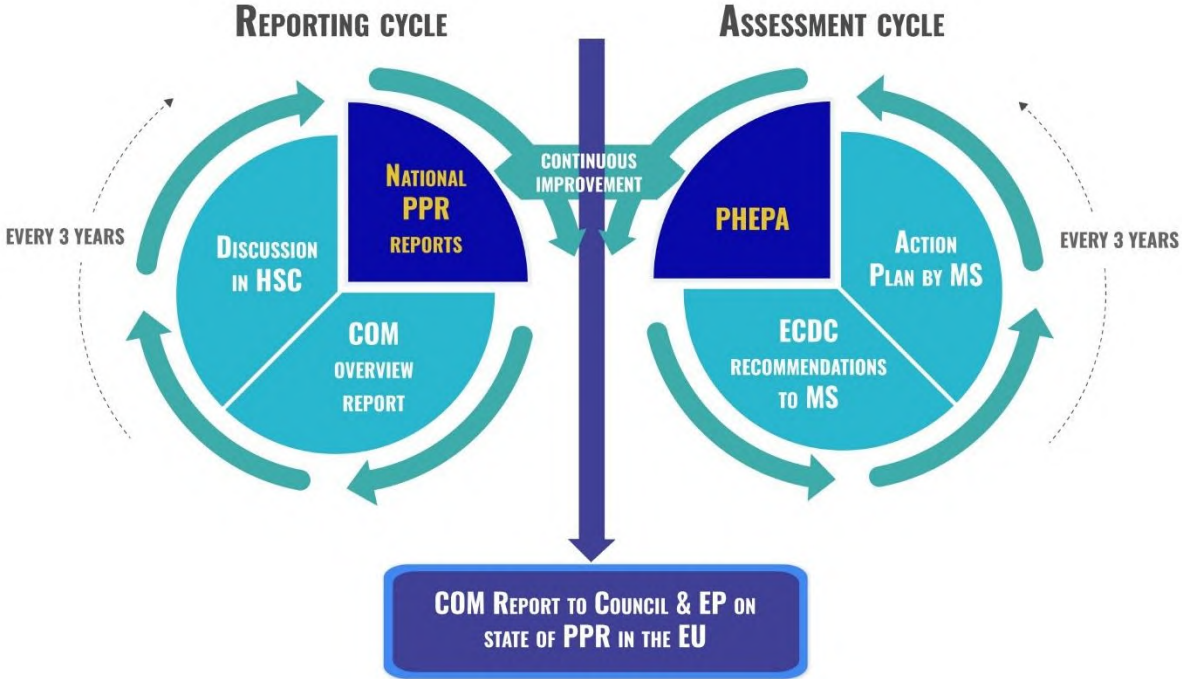 Reporting cycle
Assessment cycle
Every 3 years
Discussion
in HSC
National
PPR
reports
COM
overview
report
Continuous
improvement
PHEPA
Action
Plan by MS
ECDC
recommendations
to MS
Every 3 years
COM Report to Council & EP on
state of PPR in the EU